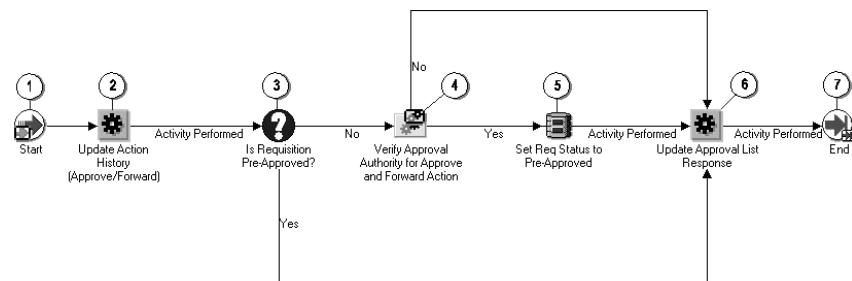 No
1
2
3
4
5
6
7
Activity Performed
No
Yes
Activity Performed
Activity Performed
Start
Update Action
History
(Approve/Forward)
Is Requisition
Pre-Approved?
Verify Approval
Authority for Approve
and Forward Action
Set Req Status to
Pre-Approved
Update Approval List
Response
End
Yes